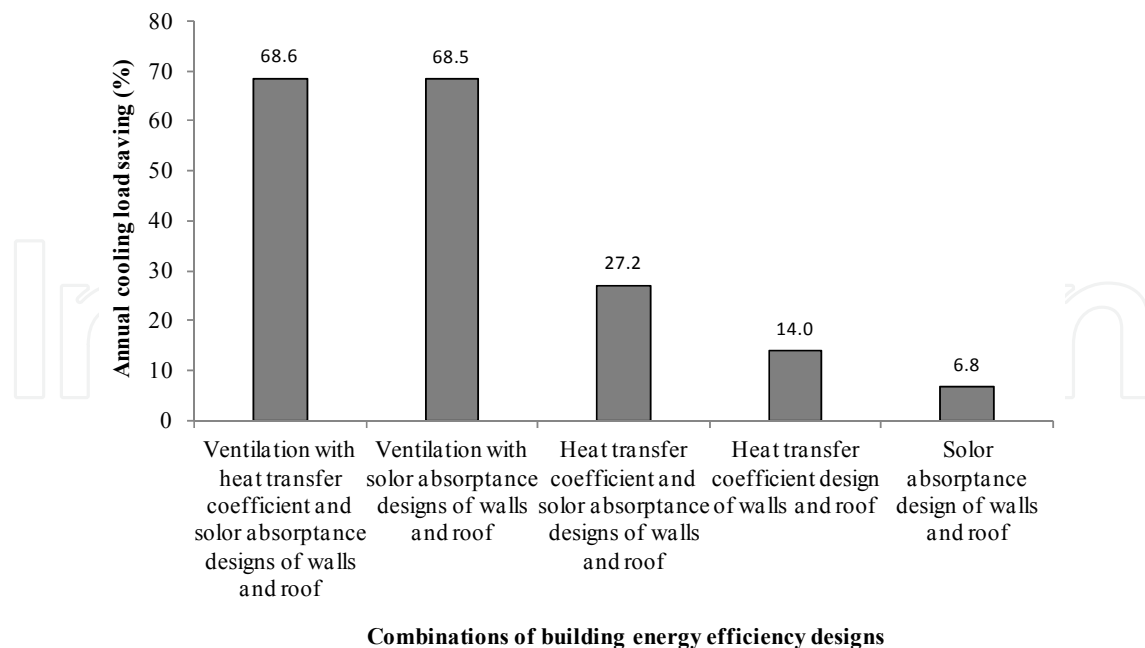 80
70
60
50
40
30
20
10
0
Annual cooling load saving (%)
68.6
68.5
27.2
14.0
6.8
Ventilation with
heat transfer
coefficient and
solor absorptance
designs of walls
and roof
Ventilation with
solor absorptance
designs of walls
and roof
Heat transfer
coefficient and
solor absorptance
designs of walls
and roof
Heat transfer
coefficient design
of walls and roof
Solor
absorptance
design of walls
and roof
Combinations of building energy efficiency designs